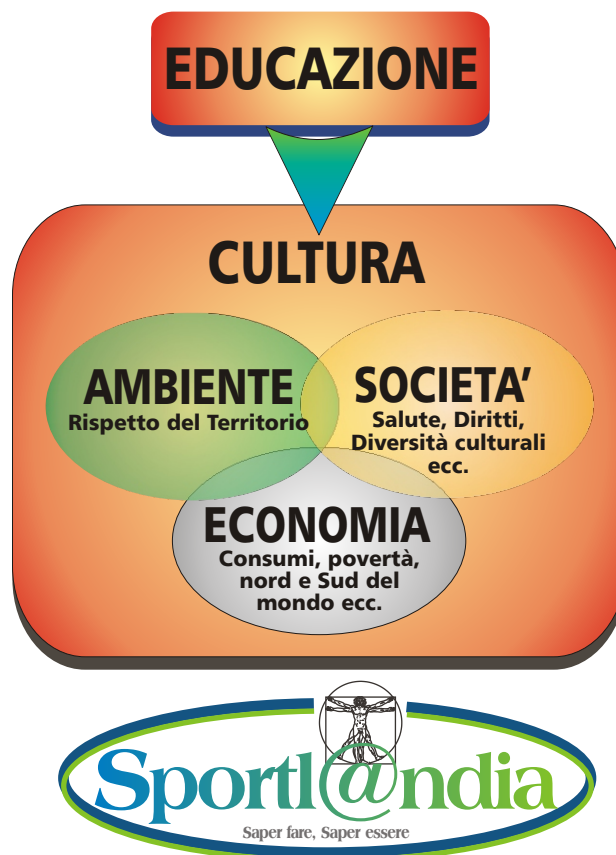 EDUCAZIONE
CULTURA
AMBIENTE
Rispetto del Territorio
SOCIETA’
Salute, Diritti,
Diversità culturali
ecc.
ECONOMIA
Consumi, povertà,
nord e Sud del
mondo ecc.
Sportl@ndia
Saper fare, Saper essere